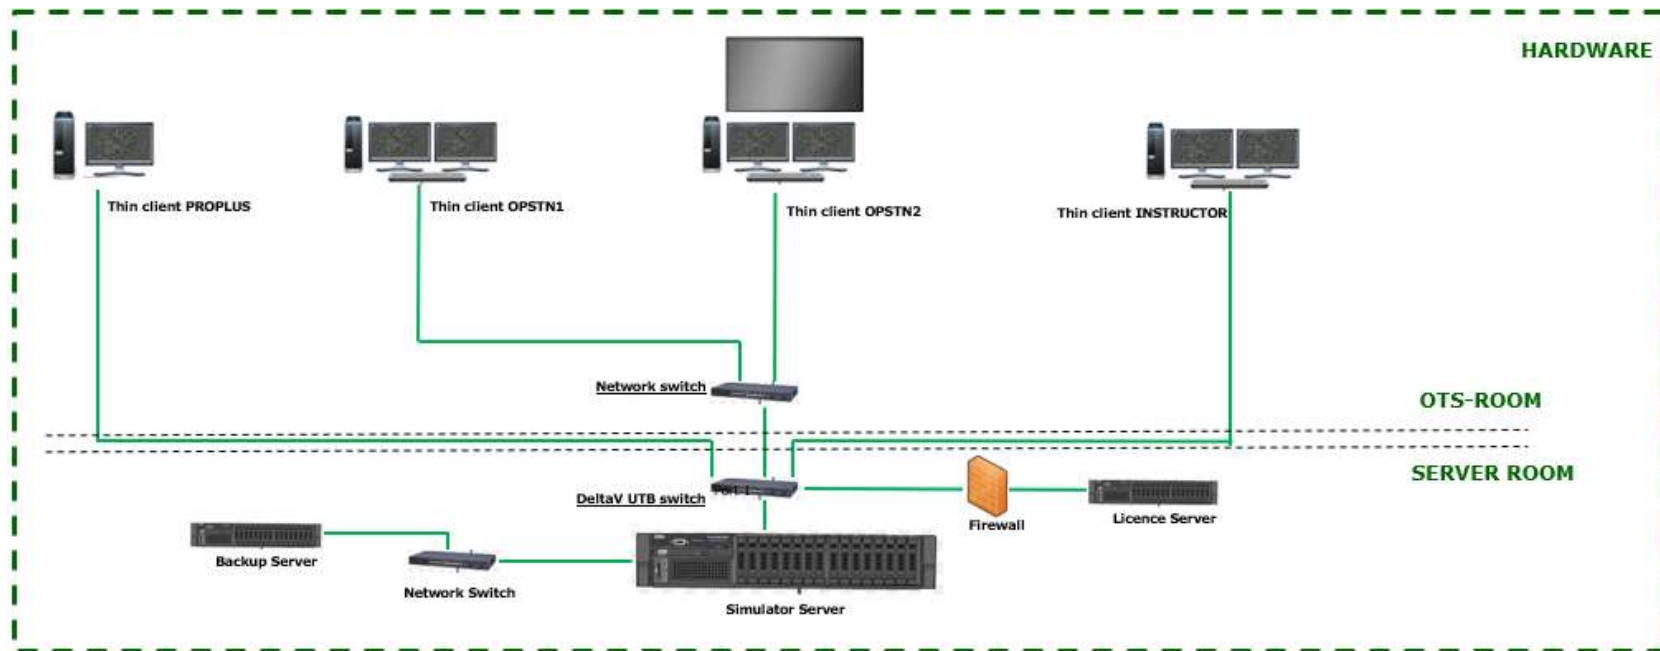 HARDWARE
Thin client PROPLUS
Thin client OPSTN1
Thin client OPSTN2
Thin client INSTRUCTOR
Network switch
OTS-ROOM
SERVER ROOM
DeltaV UTB switch
Firewall
Licence Server
Backup Server
Network Switch
Simulator Server